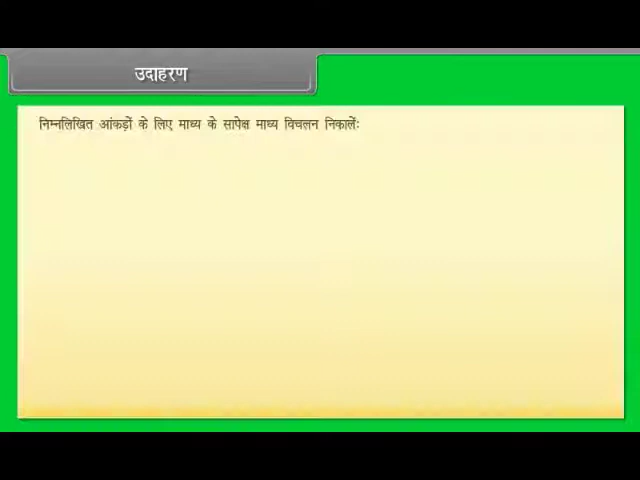 उदाहरण
निम्नलिखित आंकड़ों के लिए माध्य के सापेक्ष माध्य विचलन निकालें: